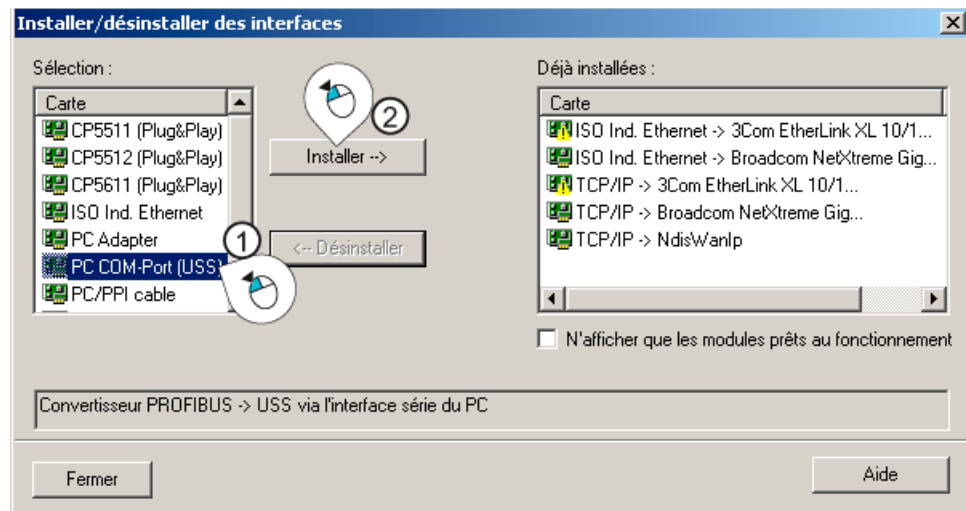 Installer/désinstaller des interfaces
Sélection :
Carte
CP5511 (Plug&Play)
CP5512 (Plug&Play)
CP5611 (Plug&Play)
ISO Ind. Ethernet
PC Adapter
PC COM-Port (USS)
PC/PPI cable
2
Installer -->
1
<-- Désinstaller
Déjà installées :
Carte
ISO Ind. Ethernet -> 3Com EtherLink XL 10/1...
ISO Ind. Ethernet -> Broadcom NetXtreme Gig...
TCP/IP -> 3Com EtherLink XL 10/1...
TCP/IP -> Broadcom NetXtreme Gig...
TCP/IP -> NdisWanIp
N'afficher que les modules prêts au fonctionnement
Convertisseur PROFIBUS -> USS via l'interface série du PC
Fermer
Aide